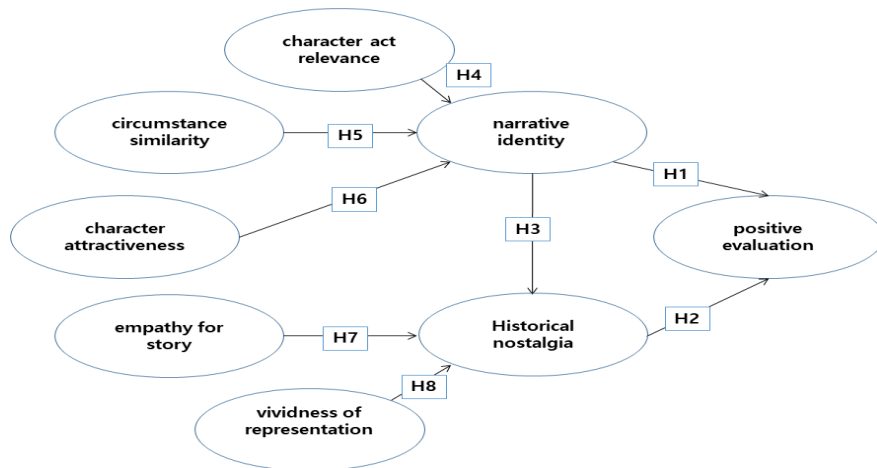 character act
relevance
H4
circumstance
similarity
H5
narrative
identity
H1
H6
character
attractiveness
H3
positive
evaluation
empathy for
story
H7
Historical
nostalgia
H2
H8
vividness of
representation